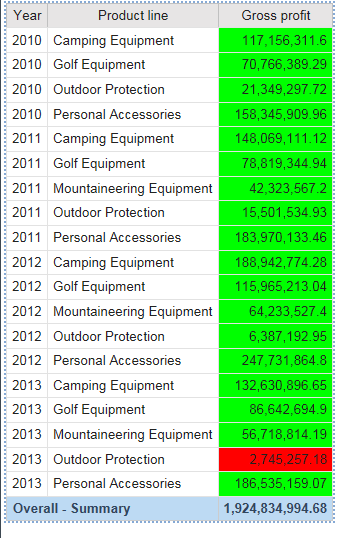 Year Product line Gross profit
2010 Camping Equipment 117,156,311.6
2010 Golf Equipment 70,766,389.29
2010 Outdoor Protection 21,349,297.72
2010 Personal Accessories 158,345,909.96
2011 Camping Equipment 148,069,111.12
2011 Golf Equipment 78,819,344.94
2011 Mountaineering Equipment 42,323,567.2
2011 Outdoor Protection 15,501,534.93
2011 Personal Accessories 183,970,133.46
2012 Camping Equipment 188,942,774.28
2012 Golf Equipment 115,965,213.04
2012 Mountaineering Equipment 64,233,527.4
2012 Outdoor Protection 6,387,192.95
2012 Personal Accessories 247,731,864.8
2013 Camping Equipment 132,630,896.65
2013 Golf Equipment 86,642,694.9
2013 Mountaineering Equipment 56,718,814.19
2013 Outdoor Protection 2,745,257.18
2013 Personal Accessories 186,535,159.07
Overall - Summary 1,924,834,994.68